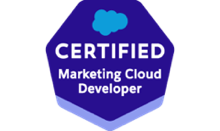 CERTIFIED
Marketing Cloud
Developer